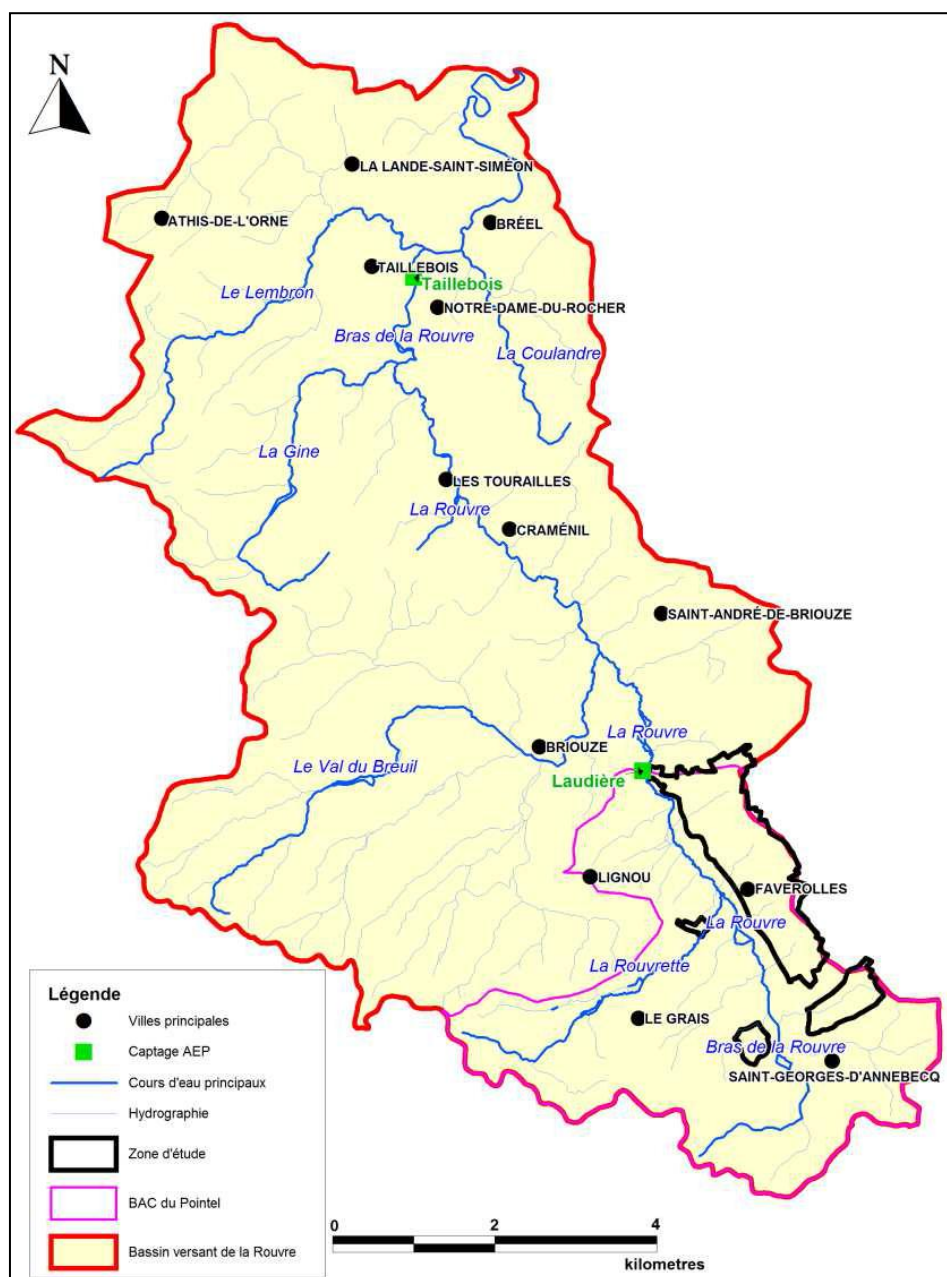 N
LA LANDE-SAINT-SIMÉON
ATHIS-DE-L'ORNE
BRÉEL
TAILLEBOIS
Taillebois
Le Lembron
NOTRE-DAME-DU-ROCHER
Bras de la Rouvre
La Coulandre
La Gine
LES TOURAILLES
La Rouvre
CRAMÉNIL
SAINT-ANDRÉ-DE-BRIOUZE
La Rouvre
BRIOUZE
Le Val du Breuil
Laudière
LIGNOU
FAVEROLLES
La Rouvre
La Rouvrette
LE GRAIS
Bras de la Rouvre
SAINT-GEORGES-D'ANNEBECQ
Légende
Villes principales
Captage AEP
Cours d'eau principaux
Hydrographie
Zone d'étude
BAC du Pointel
Bassin versant de la Rouvre
0 2 4
kilometres